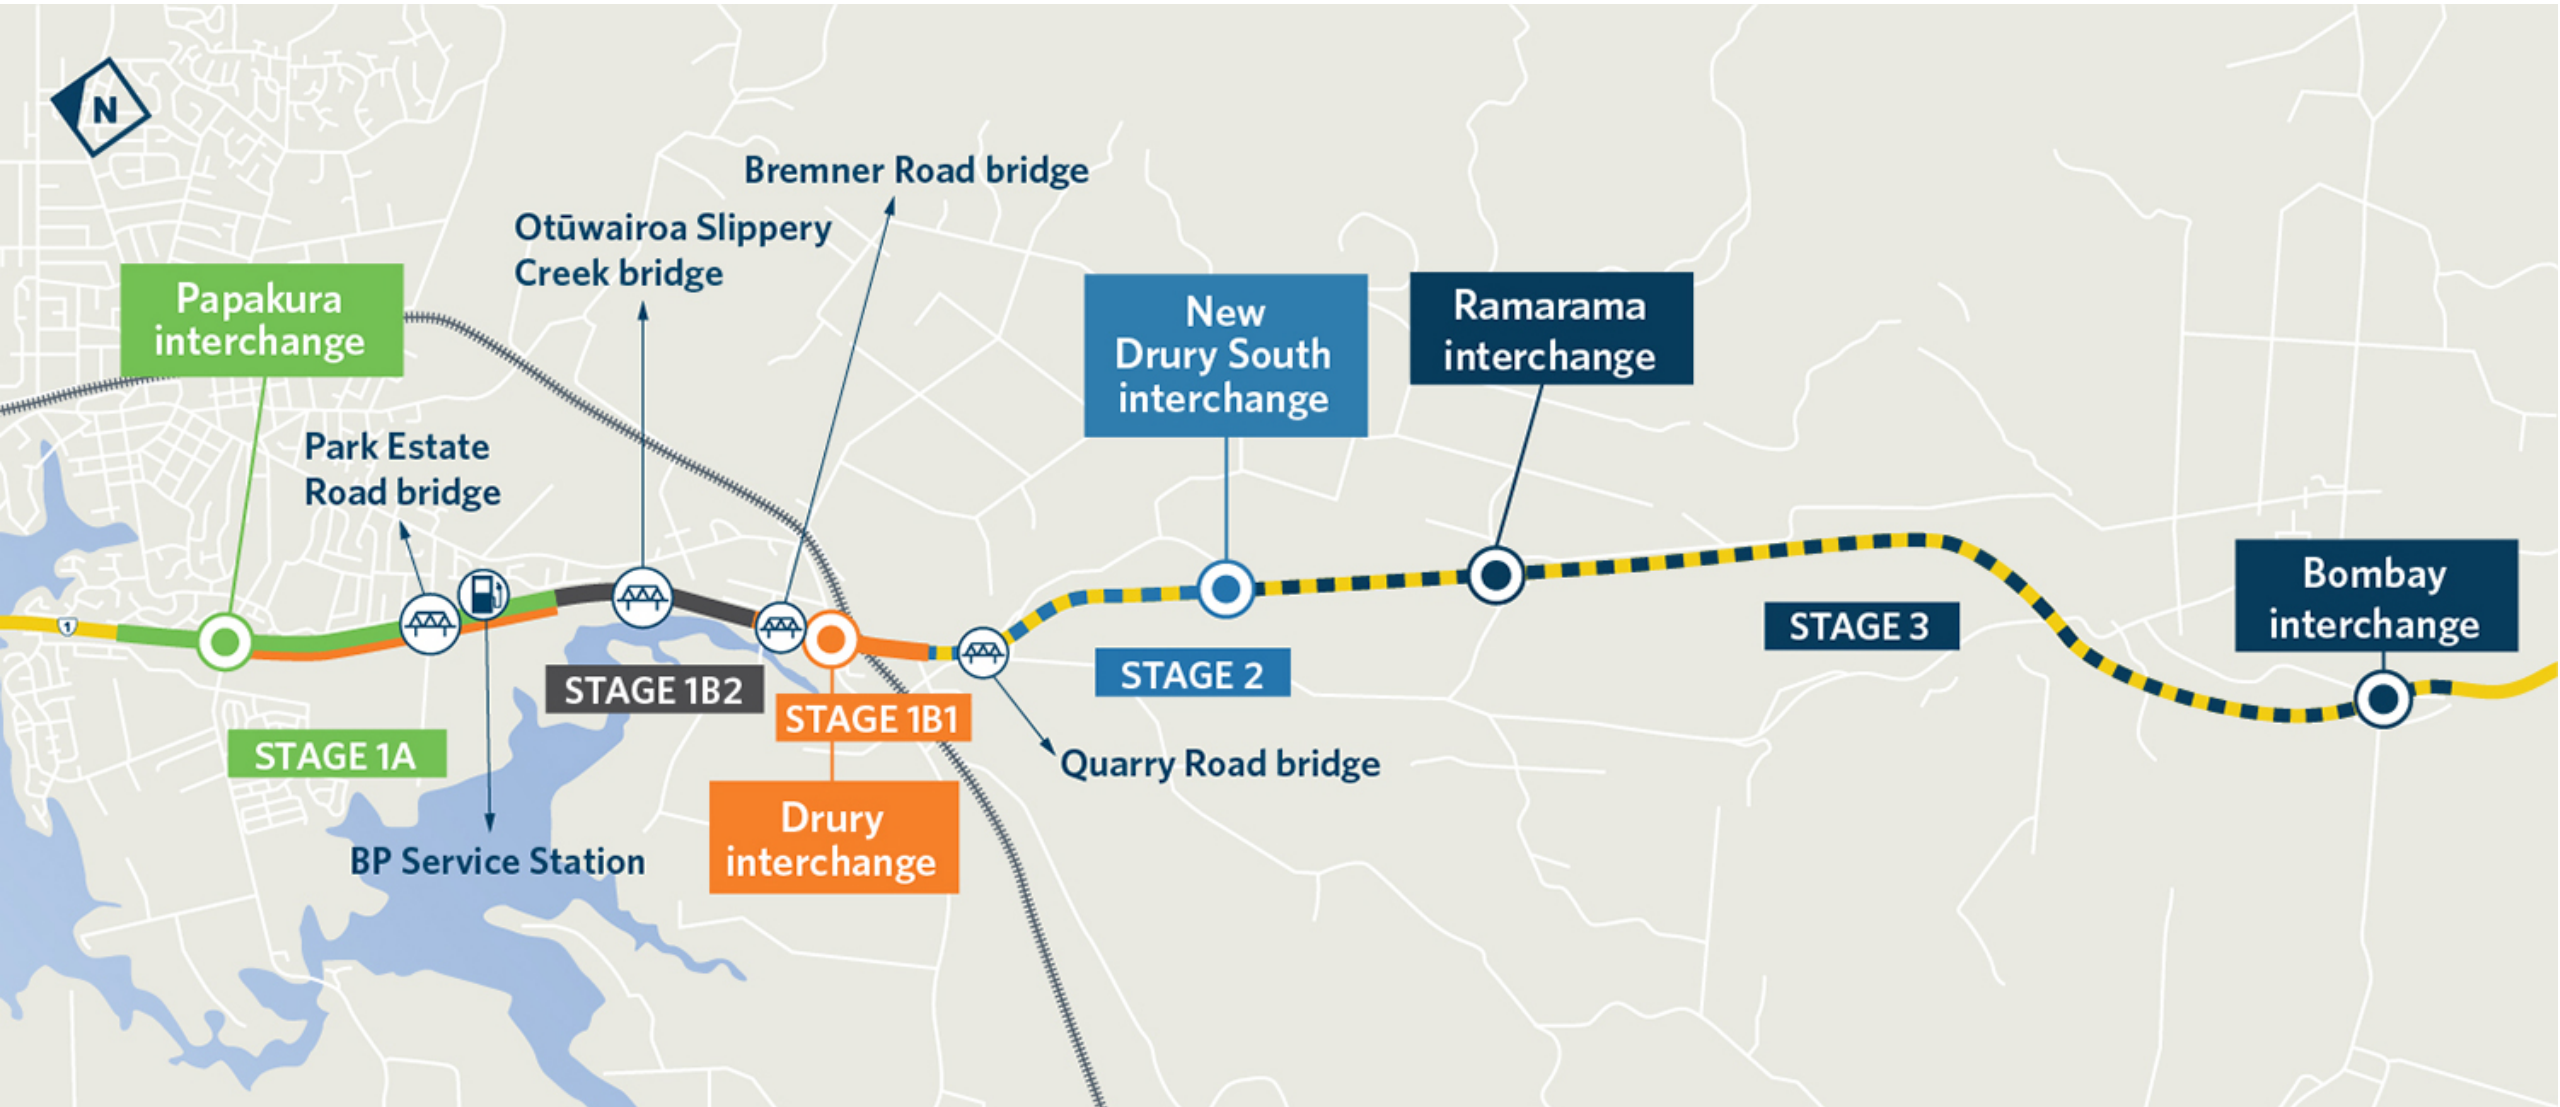 N
Bremner Road bridge
Otūwairoa Slippery
Creek bridge
Papakura
interchange
New
Drury South
interchange
Ramarama
interchange
Park Estate
Road bridge
Bombay
interchange
1
STAGE 3
STAGE 2
STAGE 1B2
STAGE 1B1
STAGE 1A
Quarry Road bridge
Drury
interchange
BP Service Station